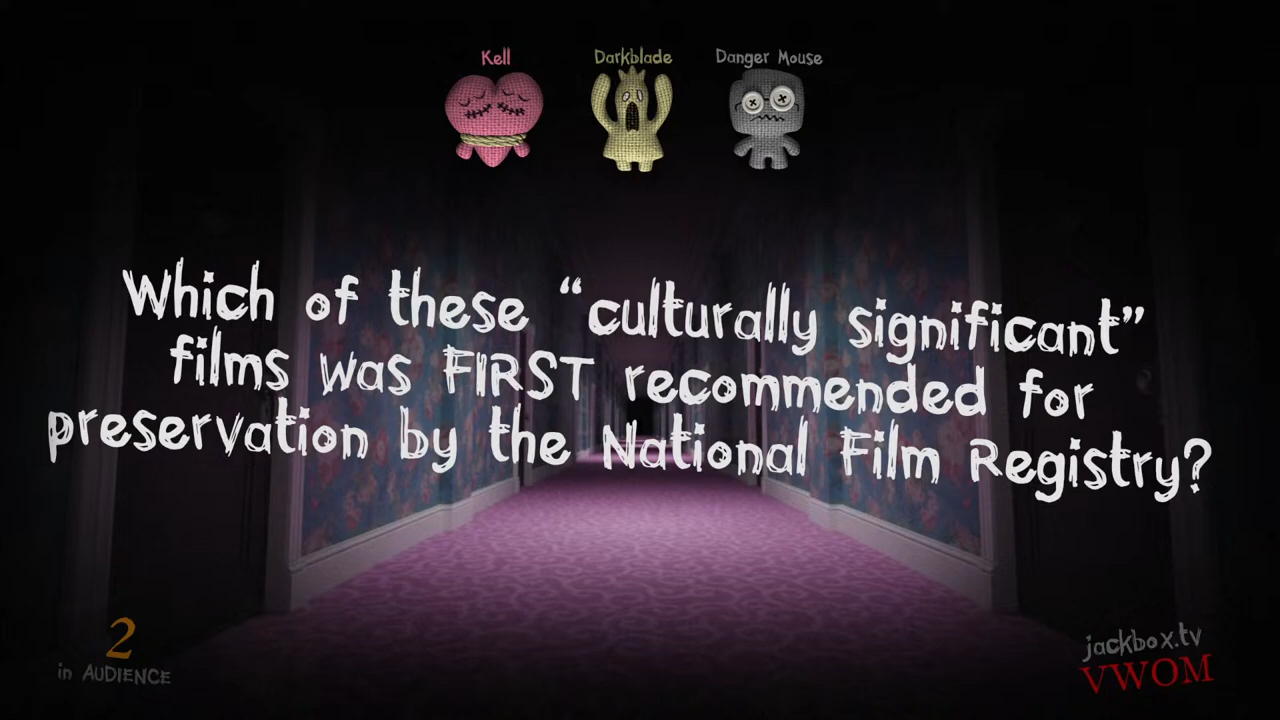 Kell Darkblade Danger Mouse
Which of these “culturally significant”
films was FIRST recommended for
preservation by the National Film Registry?
2
in AUDIENCE
jackbox.tv
VWOM